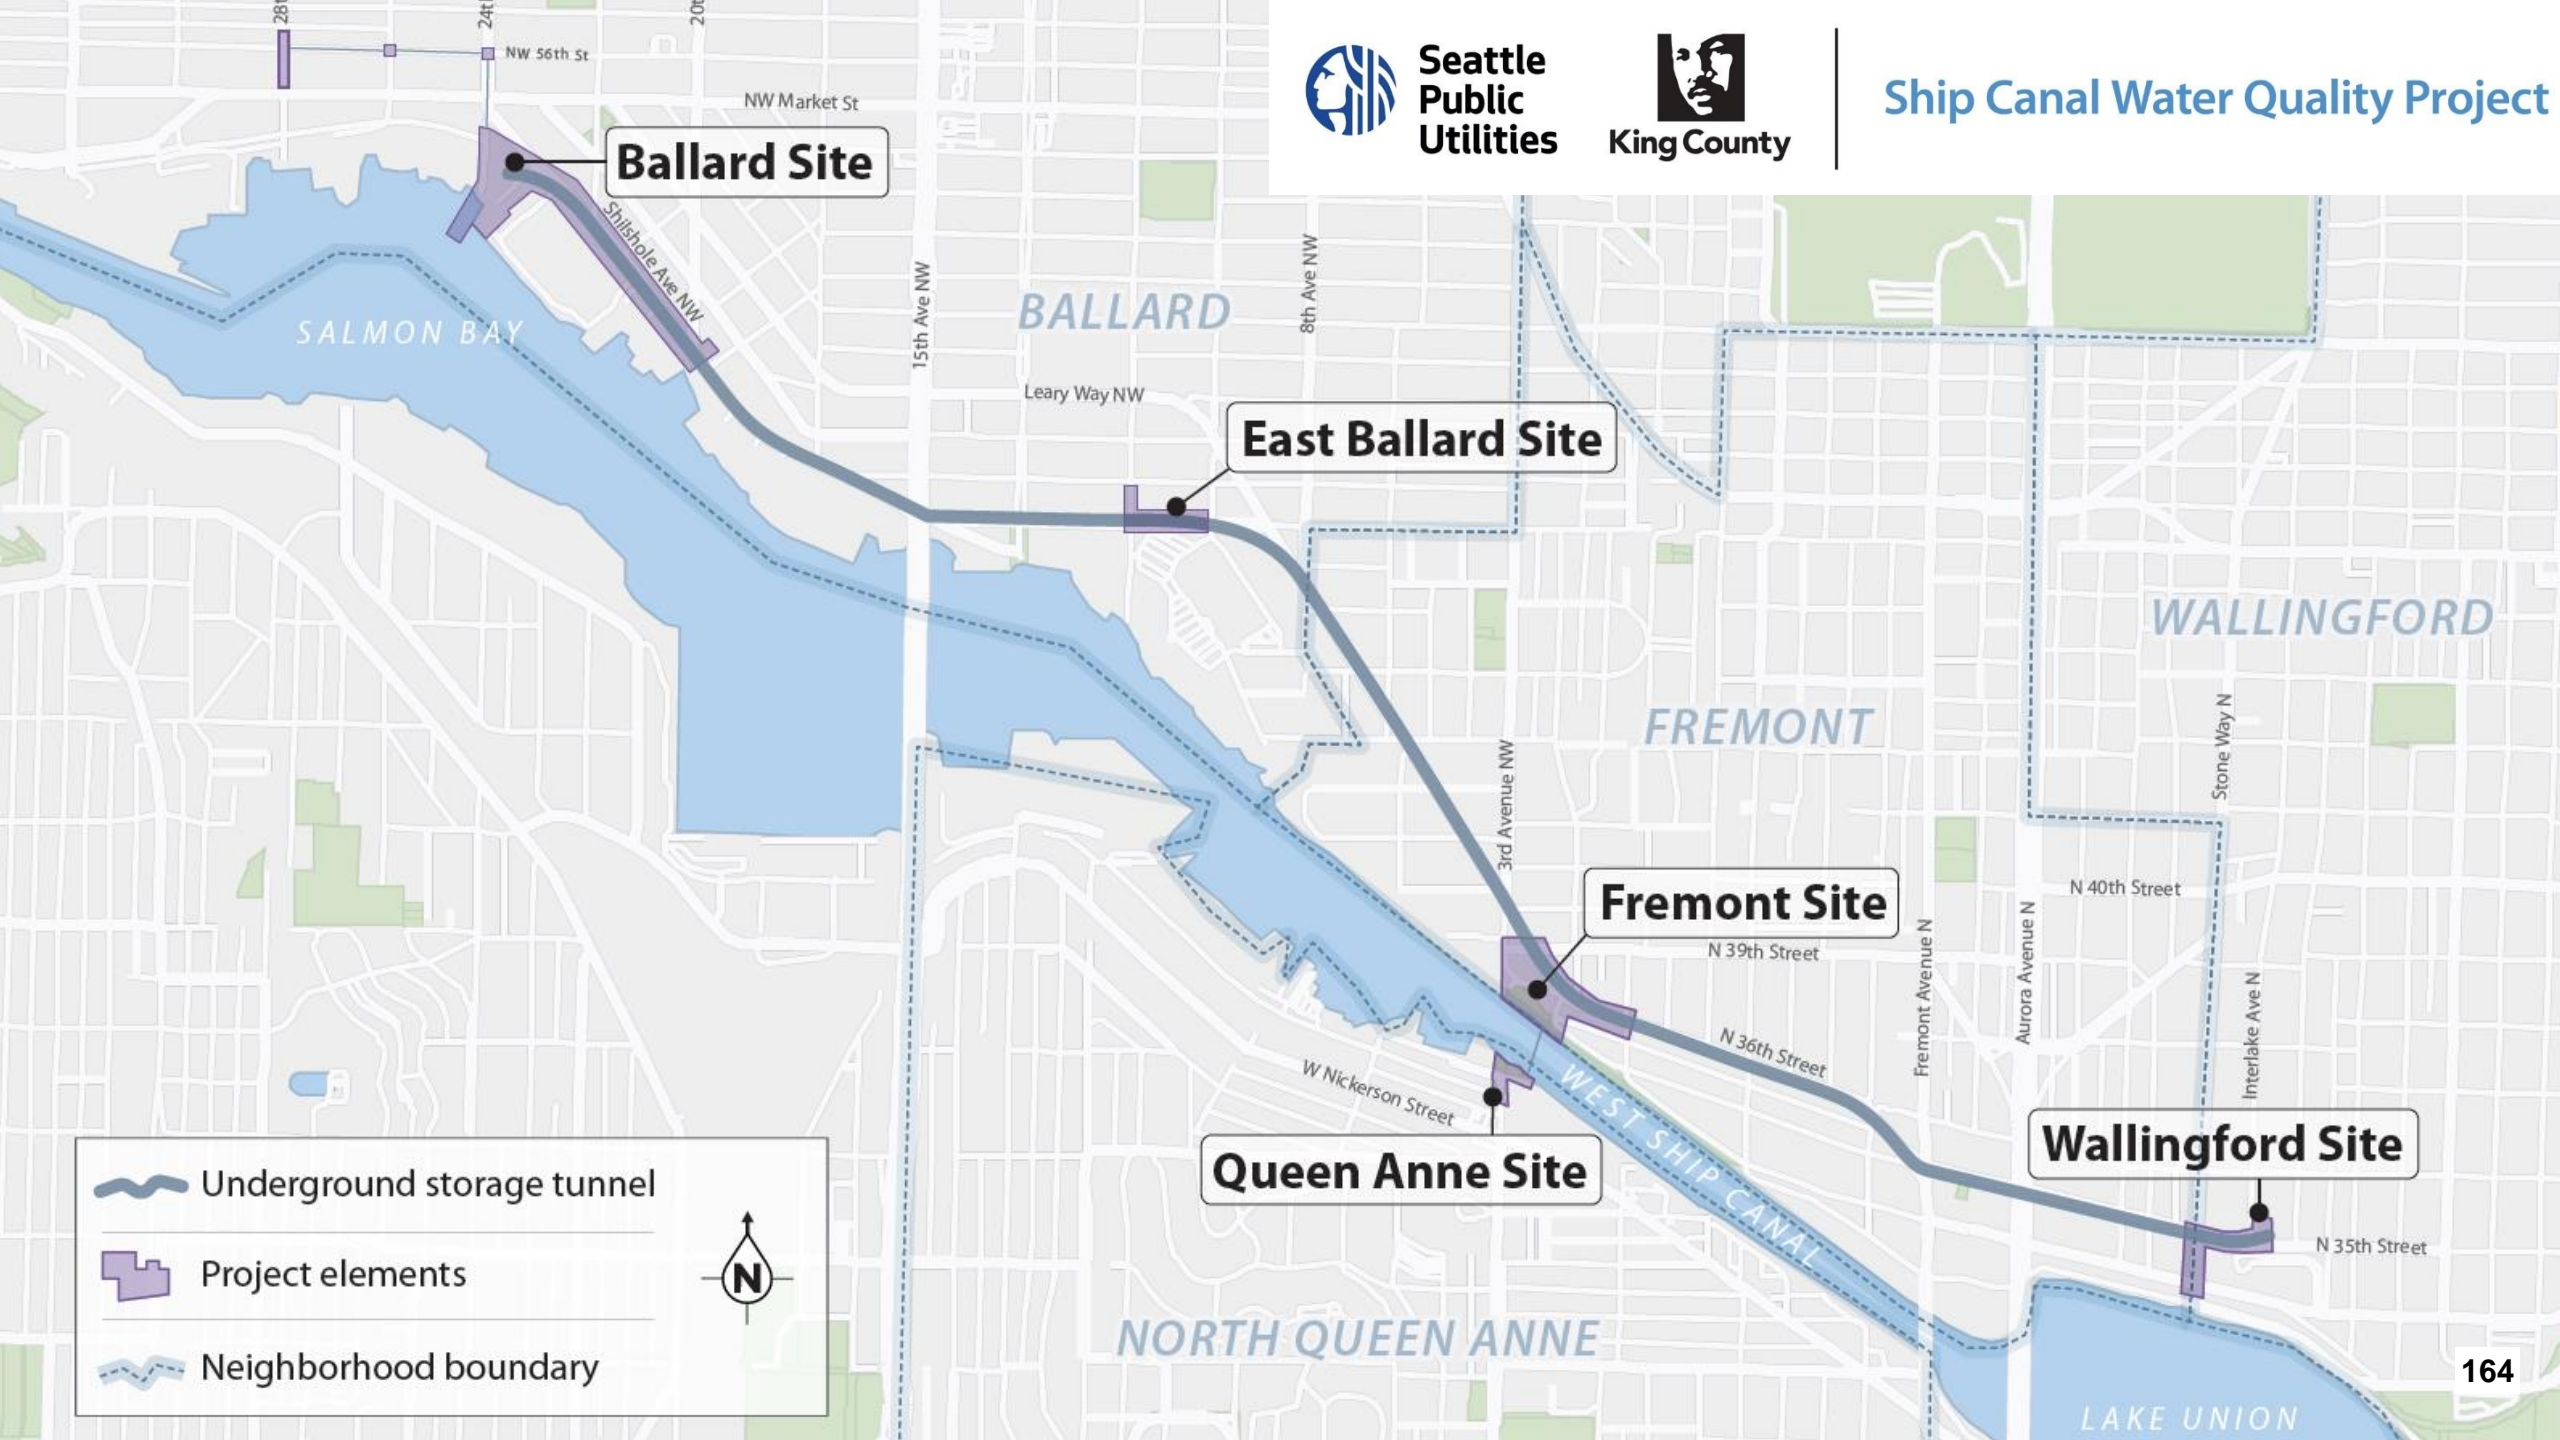 28t
24t
20t
NW 56th St
NW Market St
Seattle
Public
Utilities
King County
Ship Canal Water Quality Project
Ballard Site
Shilshole Ave NW
SALMON BAY
15th Ave NW
BALLARD
8th Ave NW
Leary Way NW
East Ballard Site
WALLINGFORD
FREMONT
Stone Way N
3rd Avenue NW
N 40th Street
Fremont Site
N 39th Street
Fremont Avenue N
Aurora Avenue N
Interlake Ave N
N 36th Street
W Nickerson Street
WEST SHIP CANAL
Queen Anne Site
Wallingford Site
N 35th Street
Underground storage tunnel
Project elements
N
Neighborhood boundary
NORTH QUEEN ANNE
164
LAKE UNION